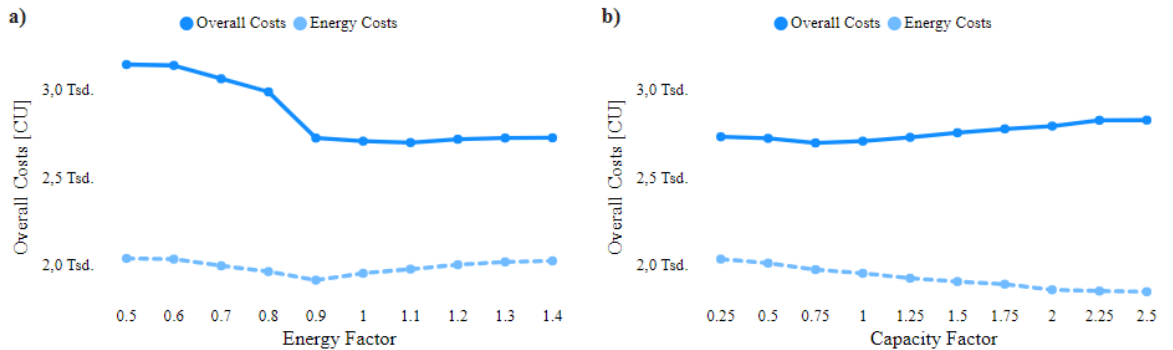 a)
Overall Costs Energy Costs
Overall Costs [CU]
3,0 Tsd.
2,5 Tsd.
2,0 Tsd.
0.5 0.6 0.7 0.8 0.9 1 1.1 1.2 1.3 1.4
Energy Factor
b)
Overall Costs Energy Costs
Overall Costs [CU]
3,0 Tsd.
2,5 Tsd.
2,0 Tsd.
0.25 0.5 0.75 1 1.25 1.5 1.75 2 2.25 2.5
Capacity Factor